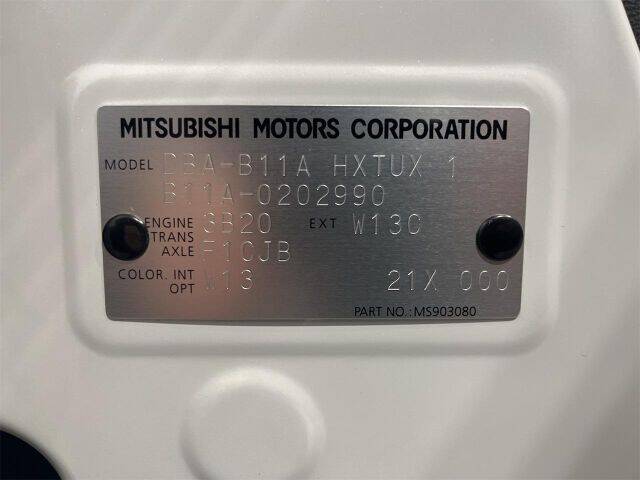 MITSUBISHI MOTORS CORPORATION
MODEL DBA-B11A HXTUX 1
B11A-0202990
ENGINE 3B20 EXT W13C
TRANS
AXLE F1CJB
COLOR. INT W13 21X 000
OPT
PART NO.:MS903080